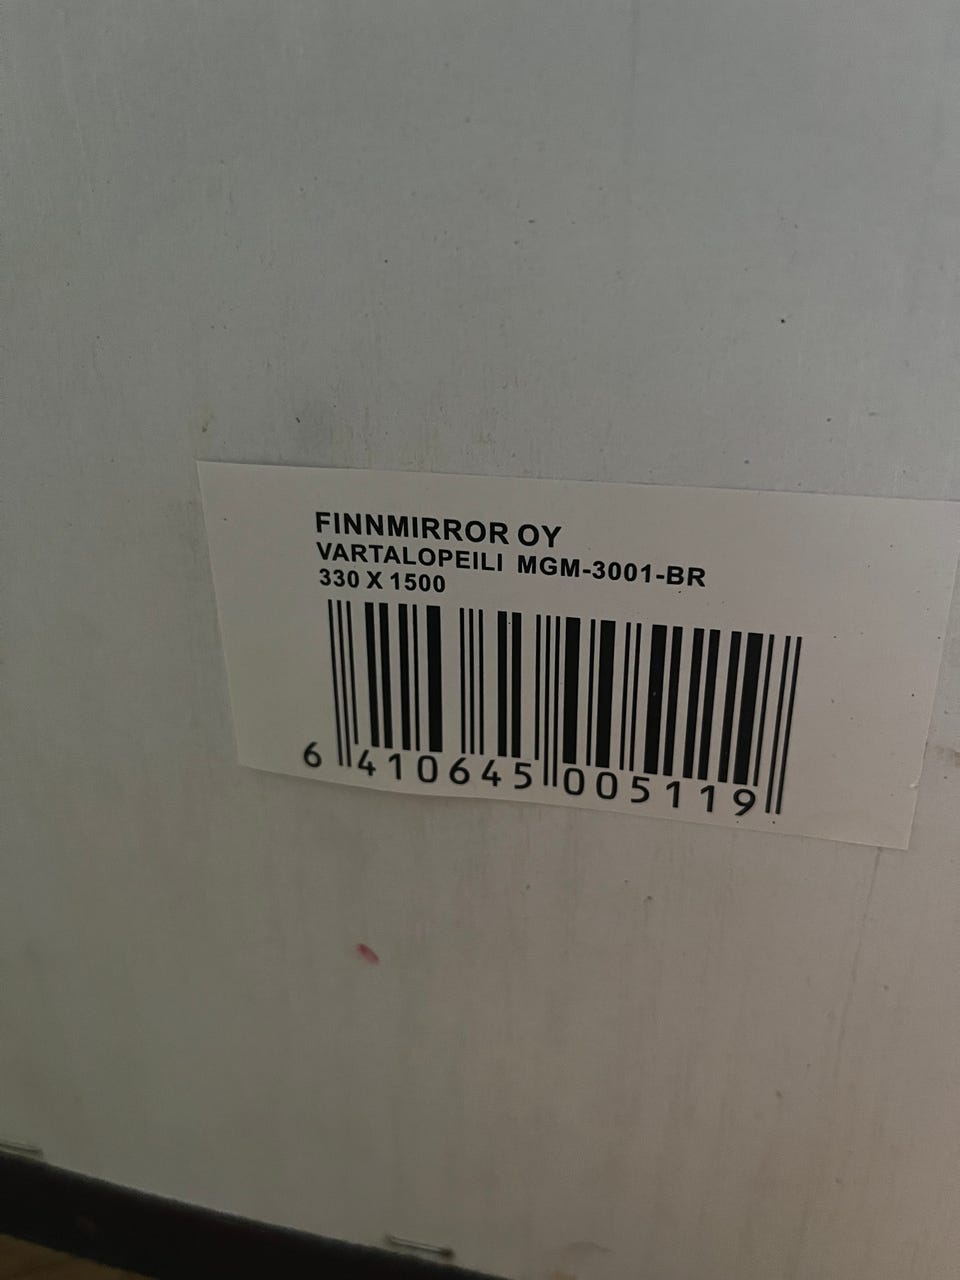 FINNMIRROR OY
VARTALOPEILI MGM-3001-BR
330 X 1500
6 410645 005119